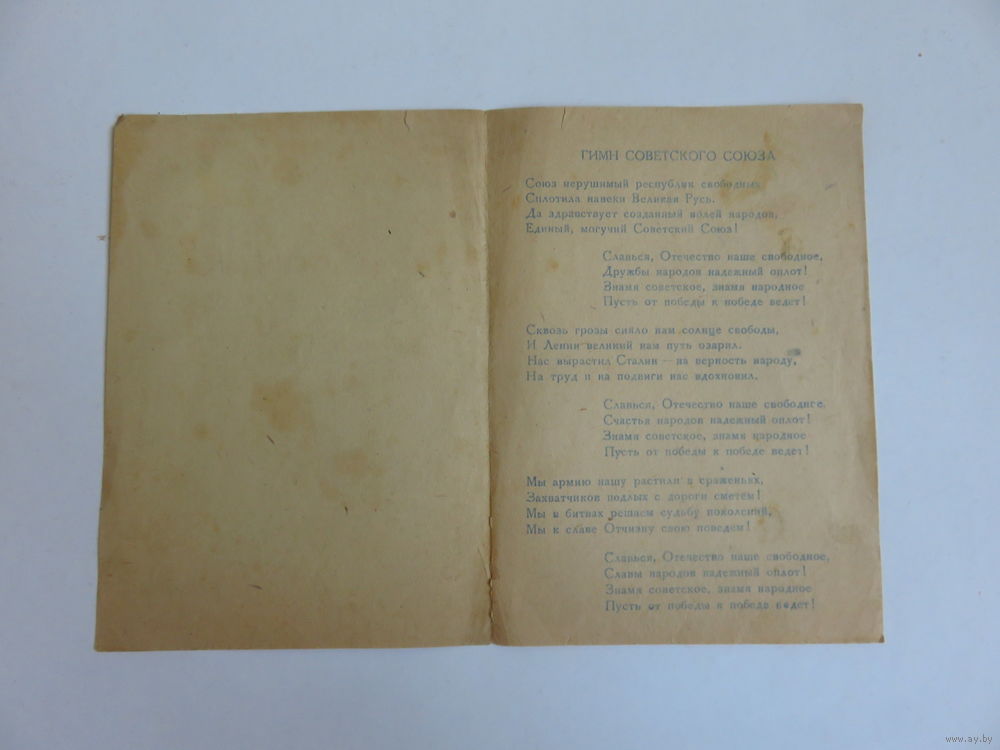 ГИМН СОВЕТСКОГО СОЮЗА
Союз нерушимый республик свободных
Сплотила навеки Великая Русь.
Да здравствует созданный волей народов,
Единый, могучий Советский Союз!
Славься, Отечество наше свободное,
Дружбы народов надежный оплот!
Знамя советское, знамя народное
Пусть от победы к победе ведет!
Сквозь грозы сияло нам солнце свободы,
И Ленин великий нам путь озарил.
Нас вырастил Сталин — на верность народу,
На труд и на подвиги нас вдохновил.
Славься, Отечество наше свободное,
Счастья народов надежный оплот!
Знамя советское, знамя народное
Пусть от победы к победе ведет!
Мы армию нашу растили в сраженьях,
Захватчиков подлых с дороги сметем!
Мы в битвах решаем судьбу поколений,
Мы к славе Отчизну свою поведем!
Славься, Отечество наше свободное,
Славы народов надежный оплот!
Знамя советское, знамя народное
Пусть от победы к победе ведет!
www.ay.by